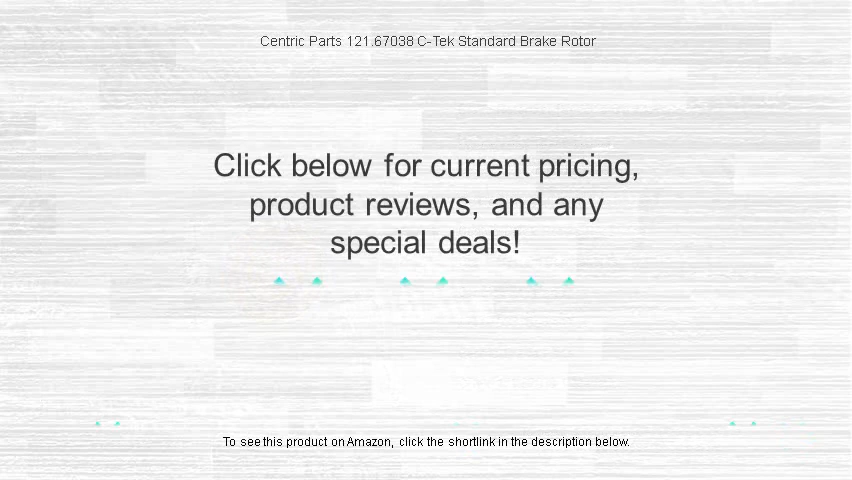 Centric Parts 121.67038 C-Tek Standard Brake Rotor
Click below for current pricing,
product reviews, and any
special deals!
To see this product on Amazon, click the shortlink in the description below.